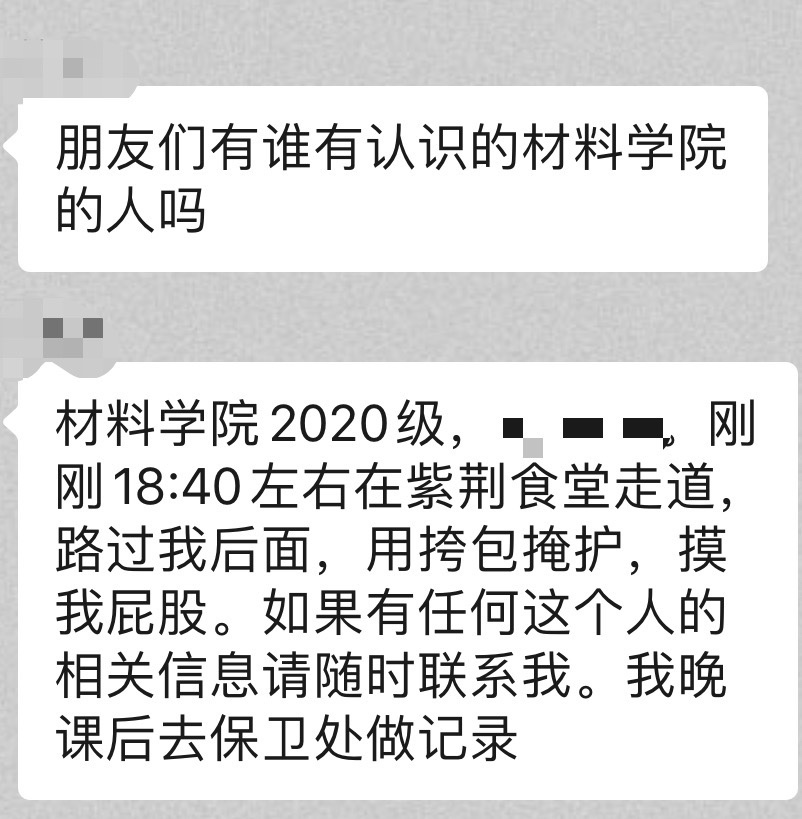 朋友们有谁有认识的材料学院
的人吗
材料学院2020级，刚
刚18:40左右在紫荆食堂走道，
路过我后面，用挎包掩护，摸
我屁股。如果有任何这个人的
相关信息请随时联系我。我晚
课后去保卫处做记录